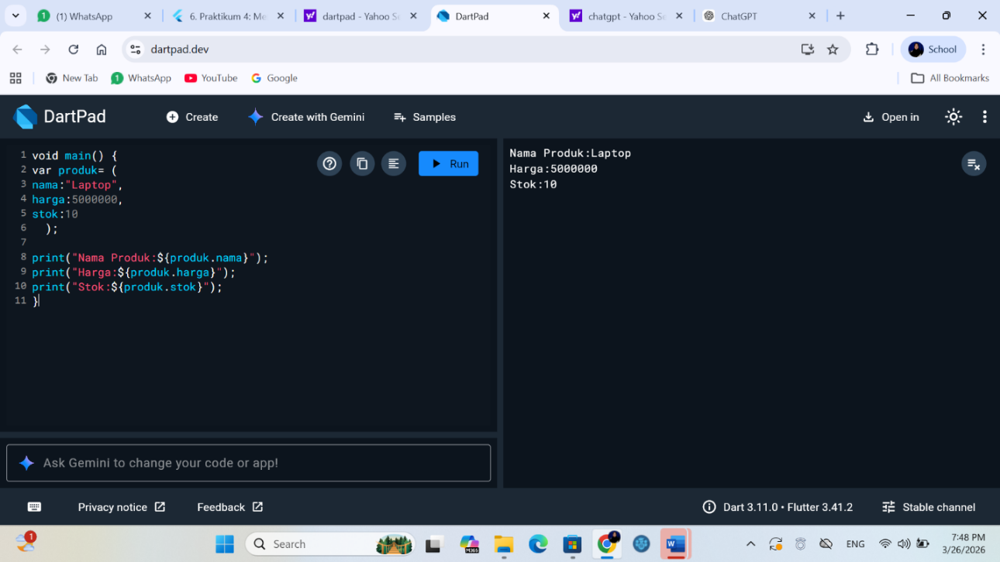 (1) WhatsApp
6. Praktikum 4: Me
dartpad - Yahoo Se
DartPad
chatgpt - Yahoo Se
ChatGPT
dartpad.dev
School
New Tab
1 WhatsApp
YouTube
Google
All Bookmarks
DartPad
Create
Create with Gemini
Samples
Open in
1 void main() {
2 var produk= (
3 nama:"Laptop",
4 harga:5000000,
5 stok:10
6   );
7
8 print("Nama Produk:${produk.nama}");
9 print("Harga:${produk.harga}");
10 print("Stok:${produk.stok}");
11 }
Run
Nama Produk:Laptop
Harga:5000000
Stok:10
Ask Gemini to change your code or app!
Privacy notice
Feedback
Dart 3.11.0 • Flutter 3.41.2
Stable channel
1
Search
M365
ENG
7:48 PM
3/26/2026